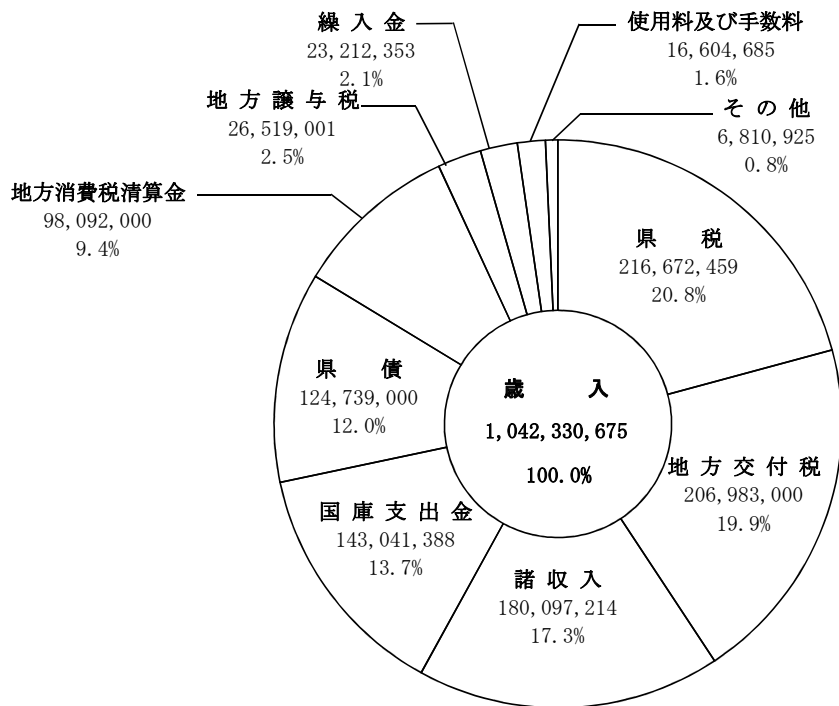 繰 入 金
23,212,353
2.1%
使用料及び手数料
16,604,685
1.6%
地 方 譲 与 税
26,519,001
2.5%
そ の 他
6,810,925
0.8%
地方消費税清算金
98,092,000
9.4%
県 税
216,672,459
20.8%
県 債
124,739,000
12.0%
歳 入
1,042,330,675
100.0%
地 方 交 付 税
206,983,000
19.9%
国 庫 支 出 金
143,041,388
13.7%
諸 収 入
180,097,214
17.3%